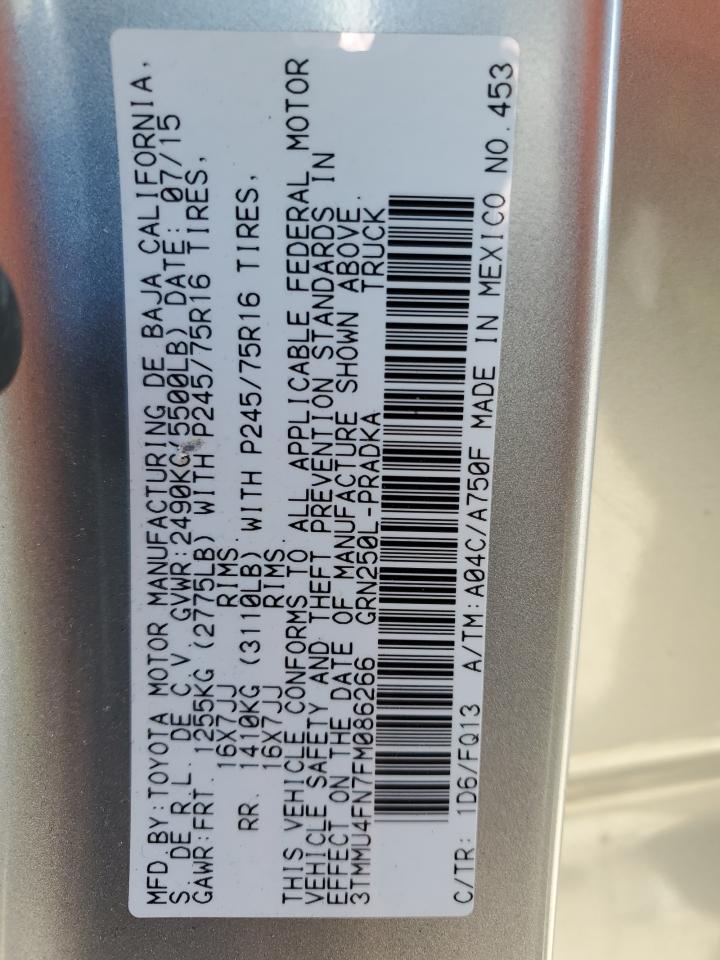 MFD BY:TOYOTA MOTOR MANUFACTURING DE BAJA CALIFORNIA,
S. DE R.L. DE C.V. GVWR:2490KG(5500LB)DATE: 07/15
GAWR:FRT. 1255KG (2775LB) WITH P245/75R16 TIRES,
16X7JJ RIMS.
RR. 1410KG (3110LB) WITH P245/75R16 TIRES,
16X7JJ RIMS.
THIS VEHICLE CONFORMS TO ALL APPLICABLE FEDERAL MOTOR
VEHICLE SAFETY AND THEFT PREVENTION STANDARDS IN
EFFECT ON THE DATE OF MANUFACTURE SHOWN ABOVE.
3TMMU4FN7FM086266 GRN250L-PRADKA TRUCK
C/TR: 1D6/FQ13 A/TM:A04C/A750F MADE IN MEXICO NO.453